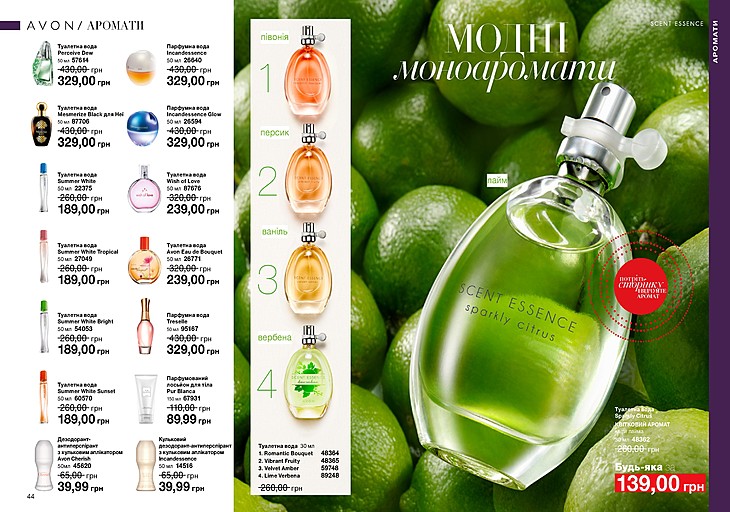 AVON / АРОМАТИ
Туалетна вода
Perceive Dew
50 мл 57614
430,00 грн
329,00 грн
Парфумна вода
Incandessence
50 мл 26640
430,00 грн
329,00 грн
Туалетна вода
Mesmerize Black для Неї
50 мл 87706
430,00 грн
329,00 грн
Парфумна вода
Incandessence Glow
50 мл 26594
430,00 грн
329,00 грн
Туалетна вода
Summer White
50 мл 22375
260,00 грн
189,00 грн
Туалетна вода
Wish of Love
50 мл 87676
320,00 грн
239,00 грн
Туалетна вода
Summer White Tropical
50 мл 27049
260,00 грн
189,00 грн
Туалетна вода
Avon Eau de Bouquet
50 мл 26771
320,00 грн
239,00 грн
Туалетна вода
Summer White Bright
50 мл 54053
260,00 грн
189,00 грн
Парфумна вода
Treselle
50 мл 95167
430,00 грн
329,00 грн
Туалетна вода
Summer White Sunset
50 мл 60570
260,00 грн
189,00 грн
Парфумований
лосьйон для тіла
Pur Blanca
150 мл 67931
110,00 грн
89,99 грн
Дезодорант-
антиперспірант
з кульковим аплікатором
Avon Cherish
50мл 45620
65,00 грн
39,99 грн
Кульковий
дезодорант-антиперспірант
з кульковим аплікатором
Incandessence
50мл 14516
65,00 грн
39,99 грн
44
півонія
1
персик
2
ваніль
3
вербена
4
Туалетна вода 30 мл
1. Romantic Bouquet 48364
2. Vibrant Fruity 48365
3. Velvet Amber 59748
4. Lime Verbena 89248
260,00 грн
SCENT ESSENCE
АРОМАТИ
МОДНІ
моноаромати
лайм
SCENT ESSENCE
sparkly citrus
ПОТРІТЬ
сторінку
АРОМАТ
Туалетна вода
Sparkly Citrus
КВІТКОВИЙ АРОМАТ
50 мл 48362
260,00 грн
Будь-яка за
139,00 грн